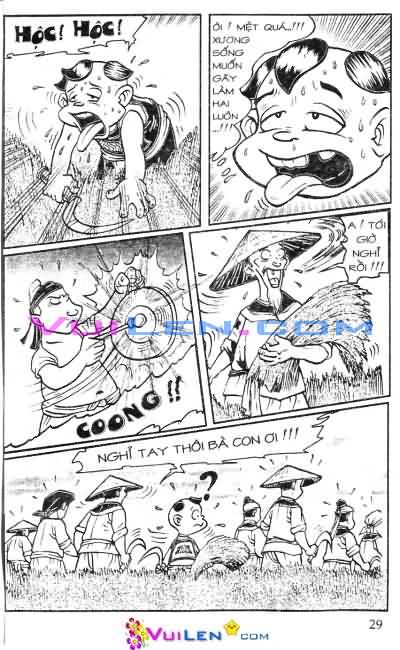 HỘC! HỘC!
ÔI! MỆT QUÁ...!!!
XƯƠNG
SỐNG
MUỐN
GÃY
LÀM
HAI
LUÔN
...!!!
A! TỚI
GIỜ
NGHỈ
RỒI!!!
VUILEN.COM
COONG!!
NGHỈ TAY THÔI BÀ CON ƠI!!!
?
29
VUILEN.COM